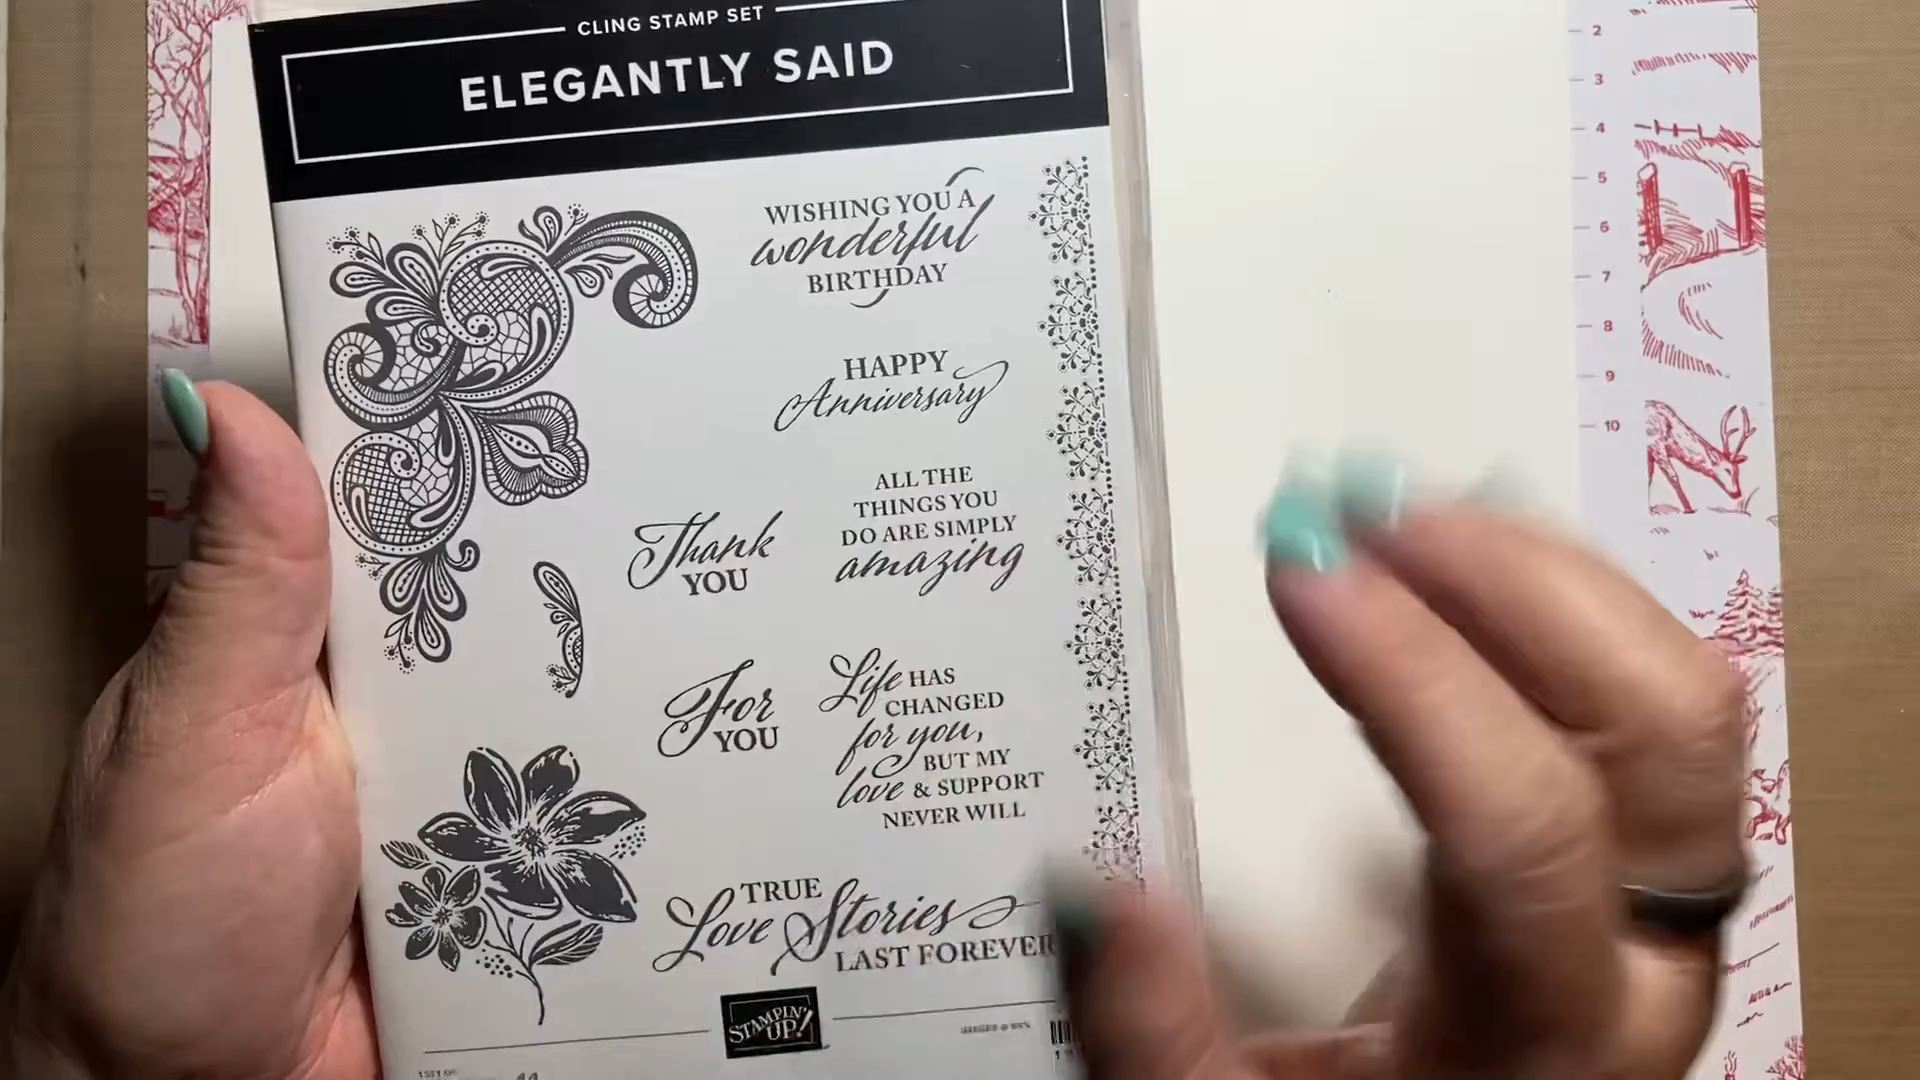 CLING STAMP SET
ELEGANTLY SAID
WISHING YOU A
wonderful
BIRTHDAY
HAPPY
Anniversary
ALL THE
THINGS YOU
DO ARE SIMPLY
amazing
Thank
YOU
For
YOU
Life HAS
CHANGED
for you,
BUT MY
love & SUPPORT
NEVER WILL
TRUE
Love Stories
LAST FOREVER
STAMPIN'
UP!
2
3
4
5
6
7
8
9
10